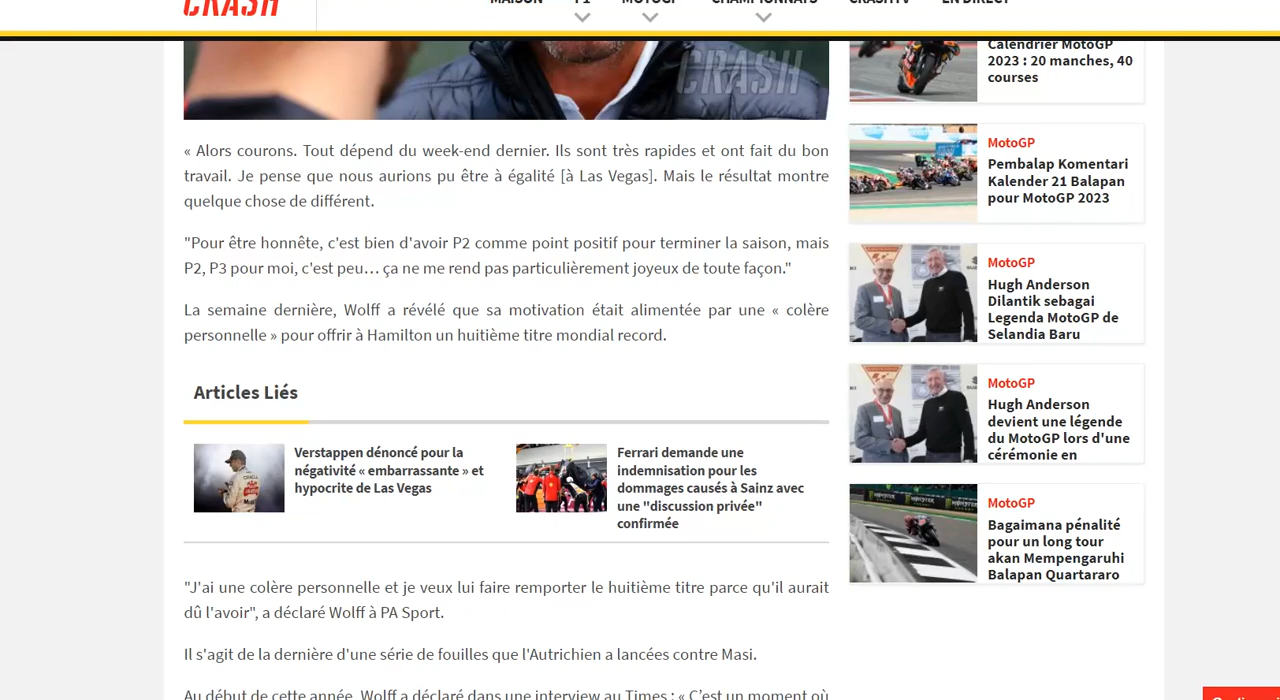 CRASH
MAISON F1 MOTOGP CHAMPIONNATS CRASHTV EN DIRECT
CRASH
« Alors courons. Tout dépend du week-end dernier. Ils sont très rapides et ont fait du bon
travail. Je pense que nous aurions pu être à égalité [à Las Vegas]. Mais le résultat montre
quelque chose de différent.
"Pour être honnête, c'est bien d'avoir P2 comme point positif pour terminer la saison, mais
P2, P3 pour moi, c'est peu… ça ne me rend pas particulièrement joyeux de toute façon."
La semaine dernière, Wolff a révélé que sa motivation était alimentée par une « colère
personnelle » pour offrir à Hamilton un huitième titre mondial record.
Articles Liés
Verstappen dénoncé pour la
négativité « embarrassante » et
hypocrite de Las Vegas
Ferrari demande une
indemnisation pour les
dommages causés à Sainz avec
une "discussion privée"
confirmée
"J'ai une colère personnelle et je veux lui faire remporter le huitième titre parce qu'il aurait
dû l'avoir", a déclaré Wolff à PA Sport.
Il s'agit de la dernière d'une série de fouilles que l'Autrichien a lancées contre Masi.
Au début de cette année, Wolff a déclaré dans une interview au Times : « C'est un moment où
Calendrier MotoGP
2023 : 20 manches, 40
courses
MotoGP
Pembalap Komentari
Kalender 21 Balapan
pour MotoGP 2023
MotoGP
Hugh Anderson
Dilantik sebagai
Legenda MotoGP de
Selandia Baru
MotoGP
Hugh Anderson
devient une légende
du MotoGP lors d'une
cérémonie en
MotoGP
Bagaimana pénalité
pour un long tour
akan Mempengaruhi
Balapan Quartararo